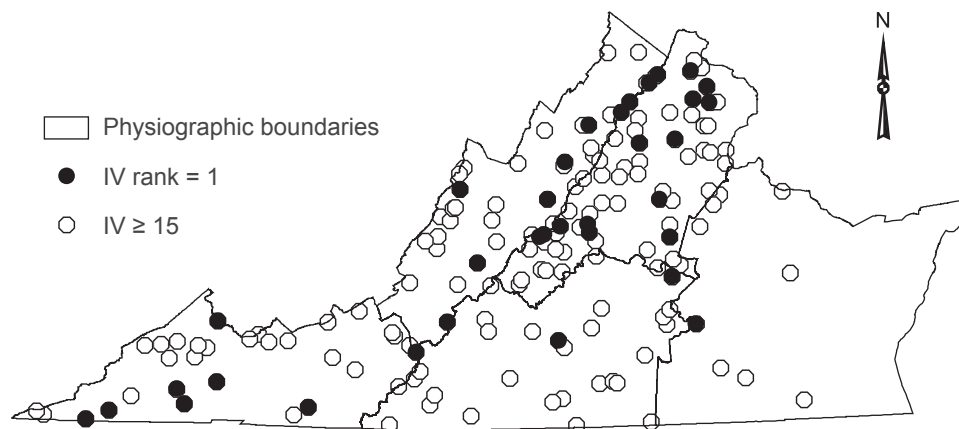 N
Physiographic boundaries
IV rank = 1
IV ≥ 15